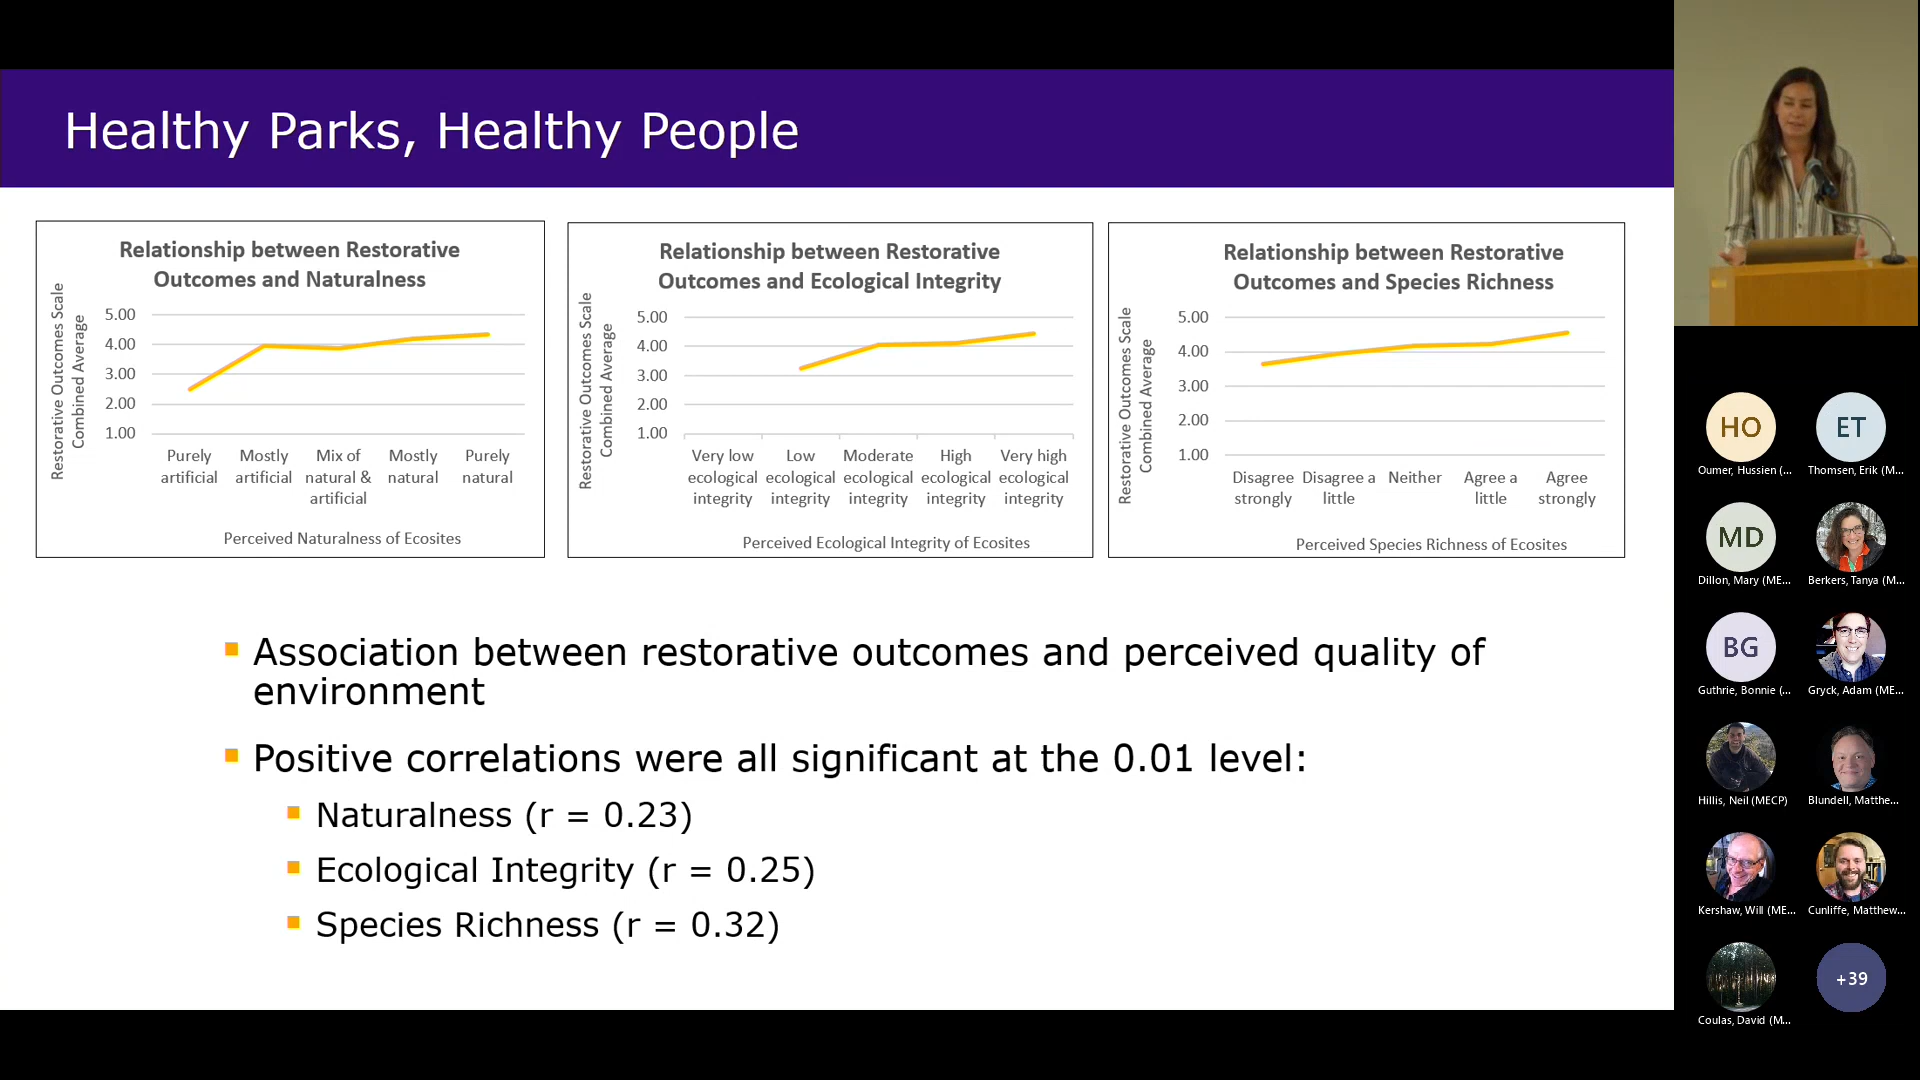 Healthy Parks, Healthy People
Relationship between Restorative
Outcomes and Naturalness
Restorative Outcomes Scale
Combined Average
5.00
4.00
3.00
2.00
1.00
Purely Mostly Mix of Mostly Purely
artificial artificial natural & natural natural
artificial
Perceived Naturalness of Ecosites
Relationship between Restorative
Outcomes and Ecological Integrity
Restorative Outcomes Scale
Combined Average
5.00
4.00
3.00
2.00
1.00
Very low Low Moderate High Very high
ecological ecological ecological ecological ecological
integrity integrity integrity integrity integrity
Perceived Ecological Integrity of Ecosites
Relationship between Restorative
Outcomes and Species Richness
Restorative Outcomes Scale
Combined Average
5.00
4.00
3.00
2.00
1.00
Disagree Disagree a Neither Agree a Agree
strongly little little strongly
Perceived Species Richness of Ecosites
Association between restorative outcomes and perceived quality of
environment
Positive correlations were all significant at the 0.01 level:
Naturalness (r = 0.23)
Ecological Integrity (r = 0.25)
Species Richness (r = 0.32)
HO ET
Oumer, Hussien (... Thomsen, Erik (M...
MD
Dillon, Mary (ME... Berkers, Tanya (M...
BG
Guthrie, Bonnie (... Gryck, Adam (ME...
Hillis, Neil (MECP) Blundell, Matthe...
Kershaw, Will (ME... Cunliffe, Matthew...
+39
Coulas, David (M...